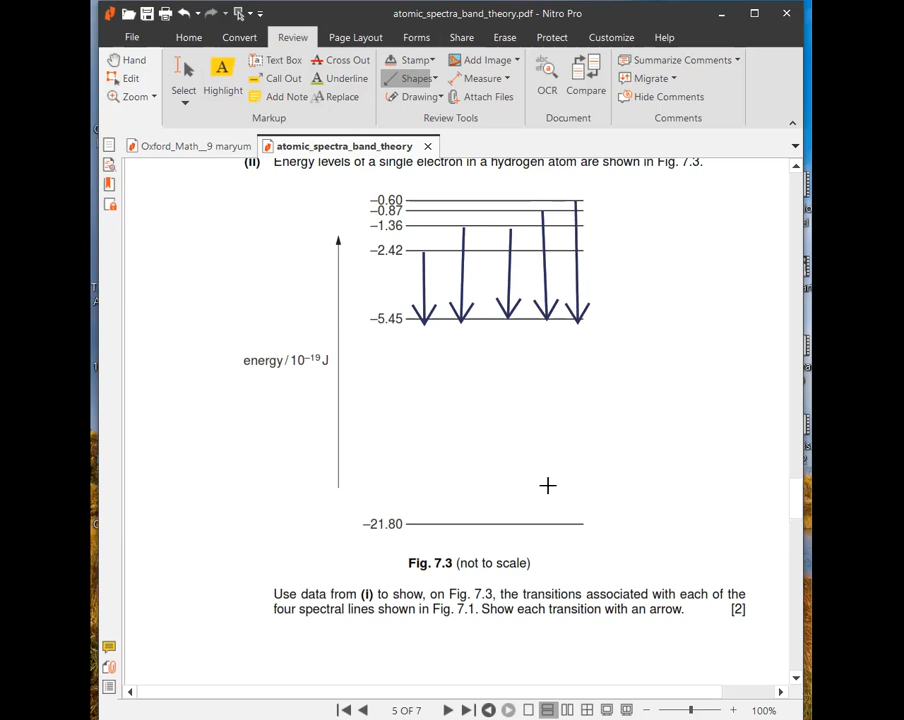 atomic_spectra_band_theory.pdf - Nitro Pro
File Home Convert Review Page Layout Forms Share Erase Protect Customize Help
Hand
Edit
Zoom
Select
Highlight
Text Box
Call Out
Add Note
Cross Out
Underline
Replace
Markup
Stamp
Shapes
Drawing
Add Image
Measure
Attach Files
Review Tools
abc
OCR
Compare
Document
Summarize Comments
Migrate
Hide Comments
Comments
Oxford_Math__9 maryum
atomic_spectra_band_theory
(ii) Energy levels of a single electron in a hydrogen atom are shown in Fig. 7.3.
–0.60
–0.87
–1.36
–2.42
–5.45
energy / 10⁻¹⁹ J
–21.80
Fig. 7.3 (not to scale)
Use data from (i) to show, on Fig. 7.3, the transitions associated with each of the
four spectral lines shown in Fig. 7.1. Show each transition with an arrow. [2]
5 OF 7
100%